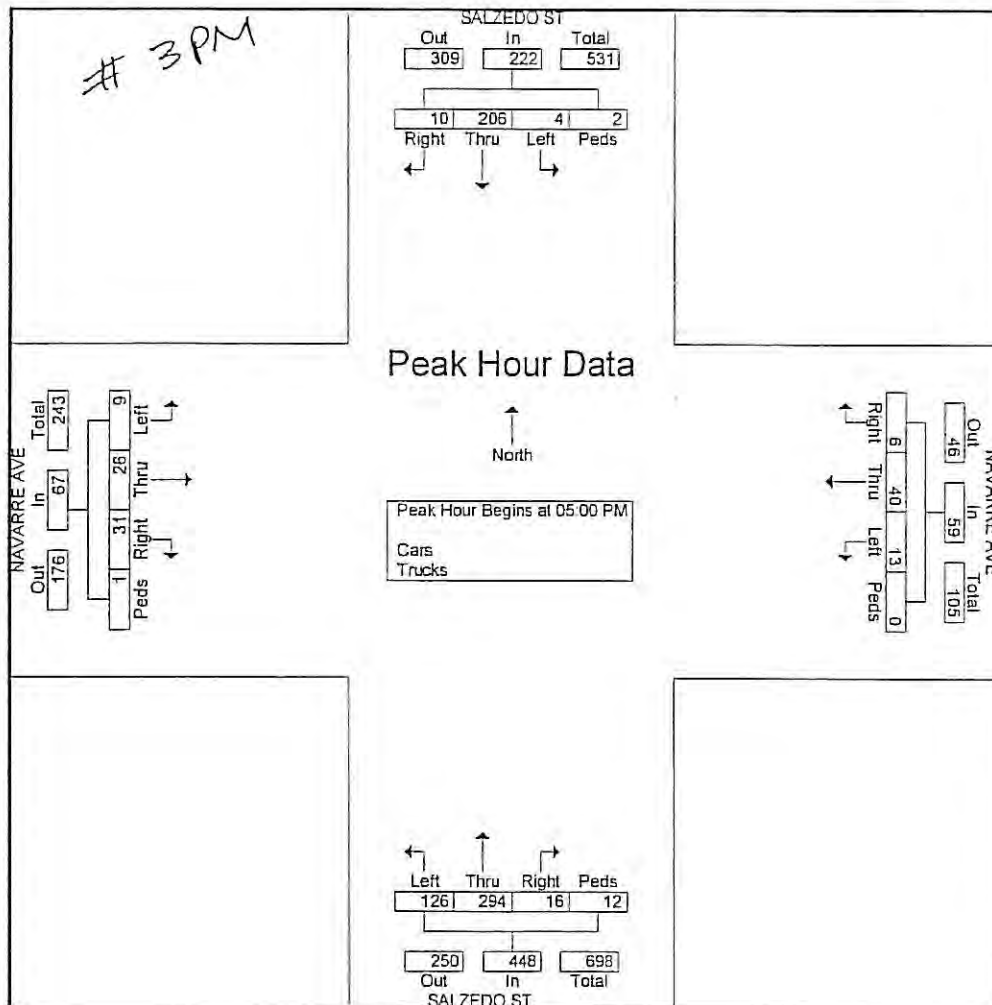 # 3PM
SALZEDO ST
Out In Total
309 222 531
10 206 4 2
Right Thru Left Peds
Peak Hour Data
North
Peak Hour Begins at 05:00 PM
Cars
Trucks
NAVARRE AVE
Out In Total
176 67 243
9 26 31 1
Left Thru Right Peds
Right Thru Left Peds
6 40 13 0
Out In Total
46 59 105
NAVARRE AVE
Left Thru Right Peds
126 294 16 12
250 448 698
Out In Total
SALZEDO ST